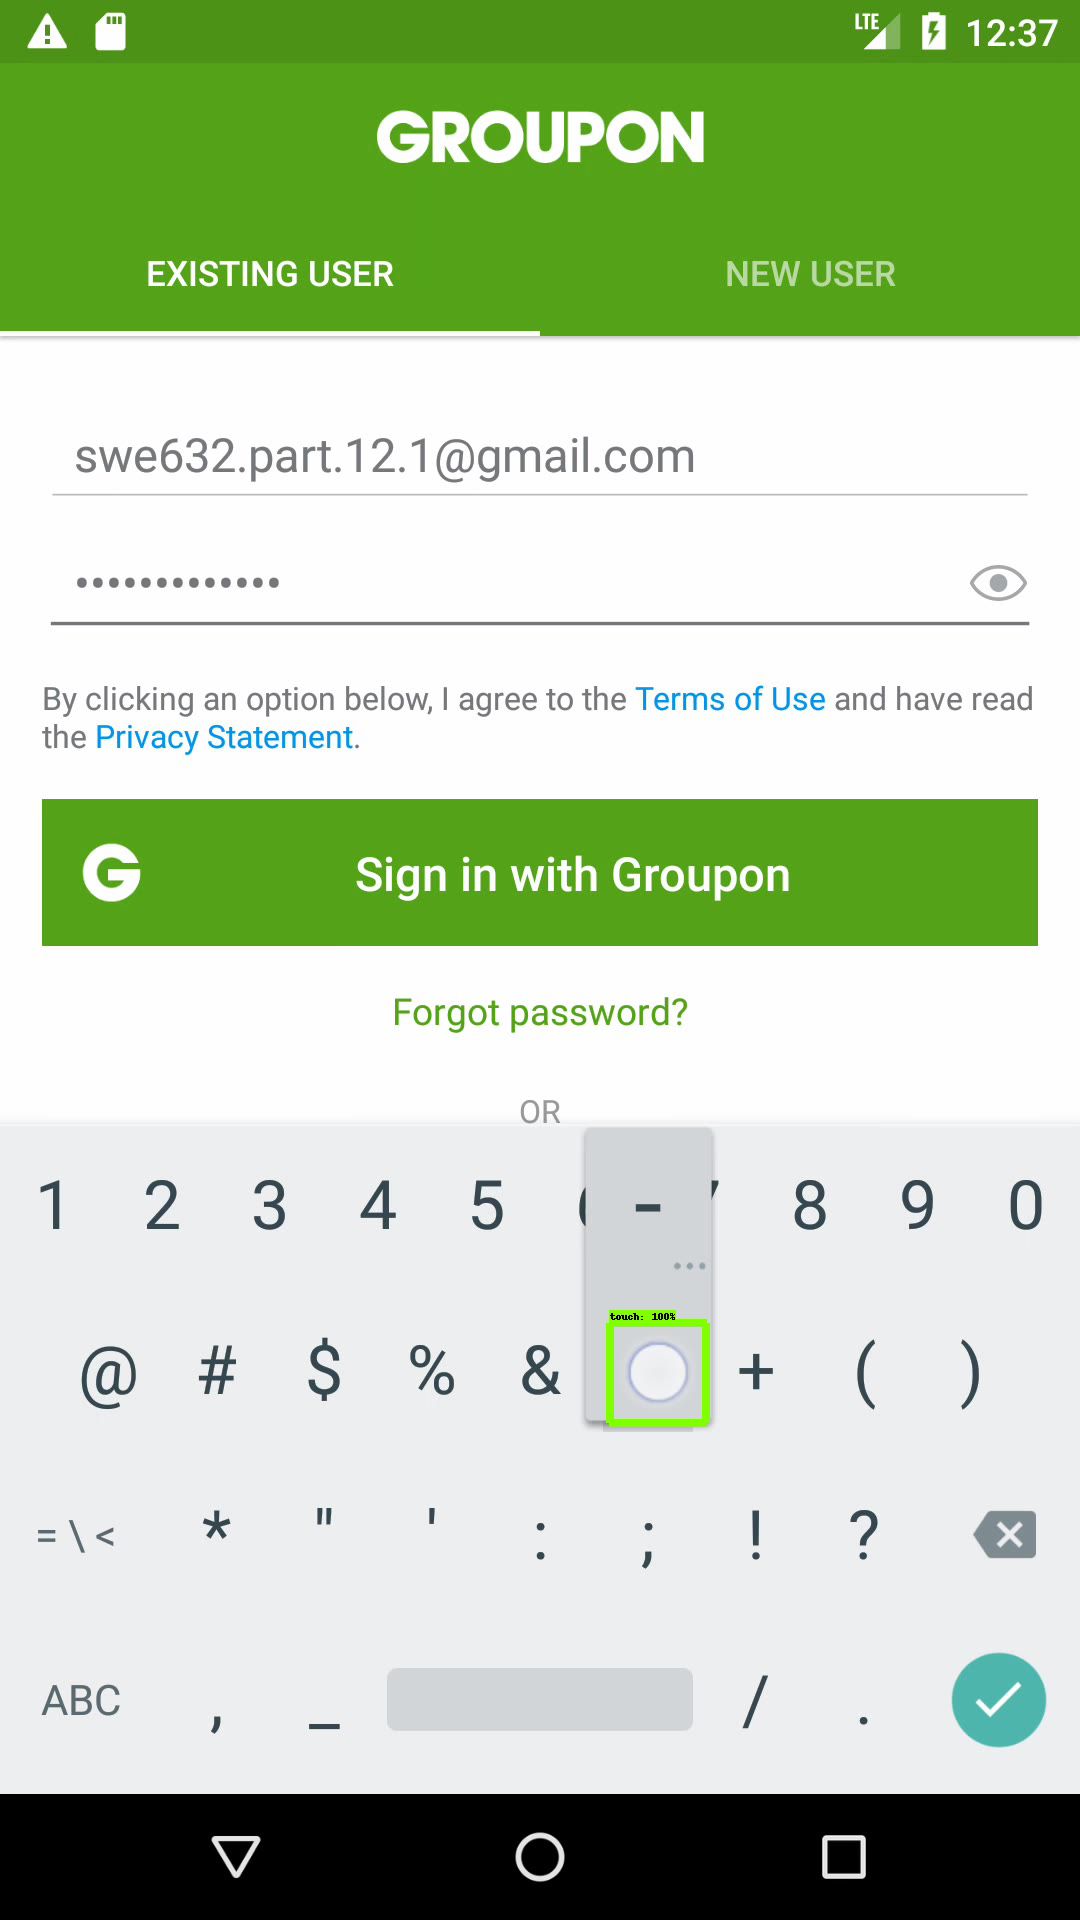 LTE 12:37
GROUPON
EXISTING USER NEW USER
swe632.part.12.1@gmail.com
•••••••••••••
By clicking an option below, I agree to the Terms of Use and have read
the Privacy Statement.
G Sign in with Groupon
Forgot password?
OR
1 2 3 4 5 - 8 9 0
...
touch: 100%
@ # $ % & + ( )
= \ < * " ' : ; ! ?
ABC , _ / .